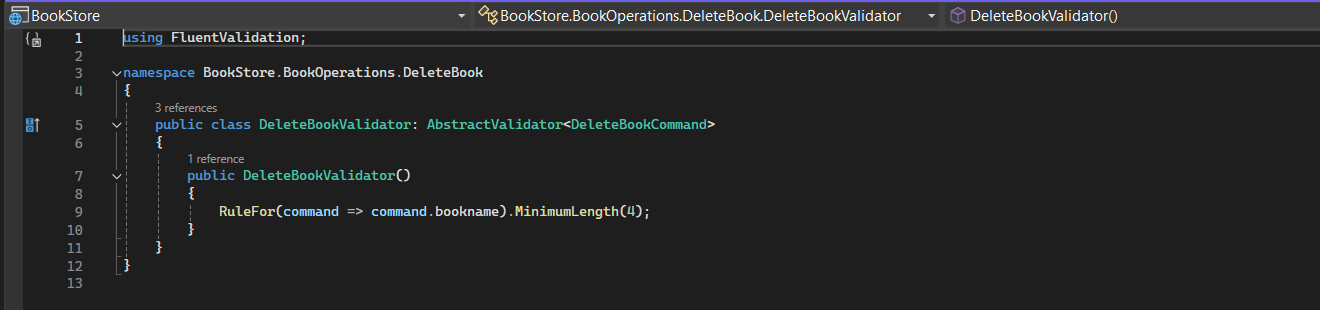 BookStore BookStore.BookOperations.DeleteBook.DeleteBookValidator DeleteBookValidator()
1 using FluentValidation;
2
3 namespace BookStore.BookOperations.DeleteBook
4 {
3 references
5 public class DeleteBookValidator: AbstractValidator<DeleteBookCommand>
6 {
1 reference
7 public DeleteBookValidator()
8 {
9 RuleFor(command => command.bookname).MinimumLength(4);
10 }
11 }
12 }
13